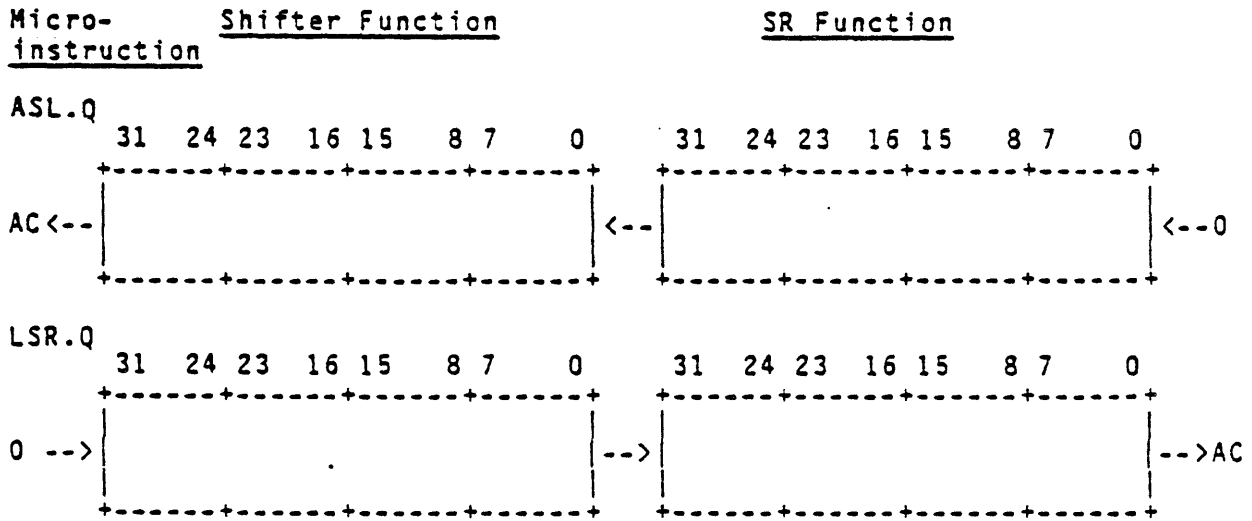 Micro-    Shifter Function    SR Function
instruction
ASL.Q
31 24 23 16 15 8 7 0    31 24 23 16 15 8 7 0
+------+------+------+------+    +------+------+------+------+
AC<--|    |<--|    |<--0
+------+------+------+------+    +------+------+------+------+
LSR.Q
31 24 23 16 15 8 7 0    31 24 23 16 15 8 7 0
+------+------+------+------+    +------+------+------+------+
0 -->|    |-->|    |-->AC
+------+------+------+------+    +------+------+------+------+